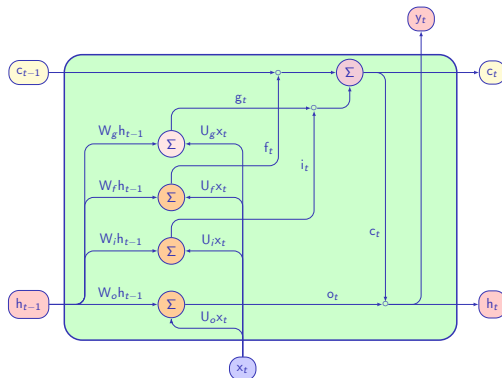 y_t
c_{t−1}
Σ
c_t
g_t
W_g h_{t−1}
U_g x_t
Σ
f_t
i_t
W_f h_{t−1}
U_f x_t
Σ
W_i h_{t−1}
U_i x_t
c_t
Σ
W_o h_{t−1}
o_t
h_{t−1}
Σ
h_t
U_o x_t
x_t